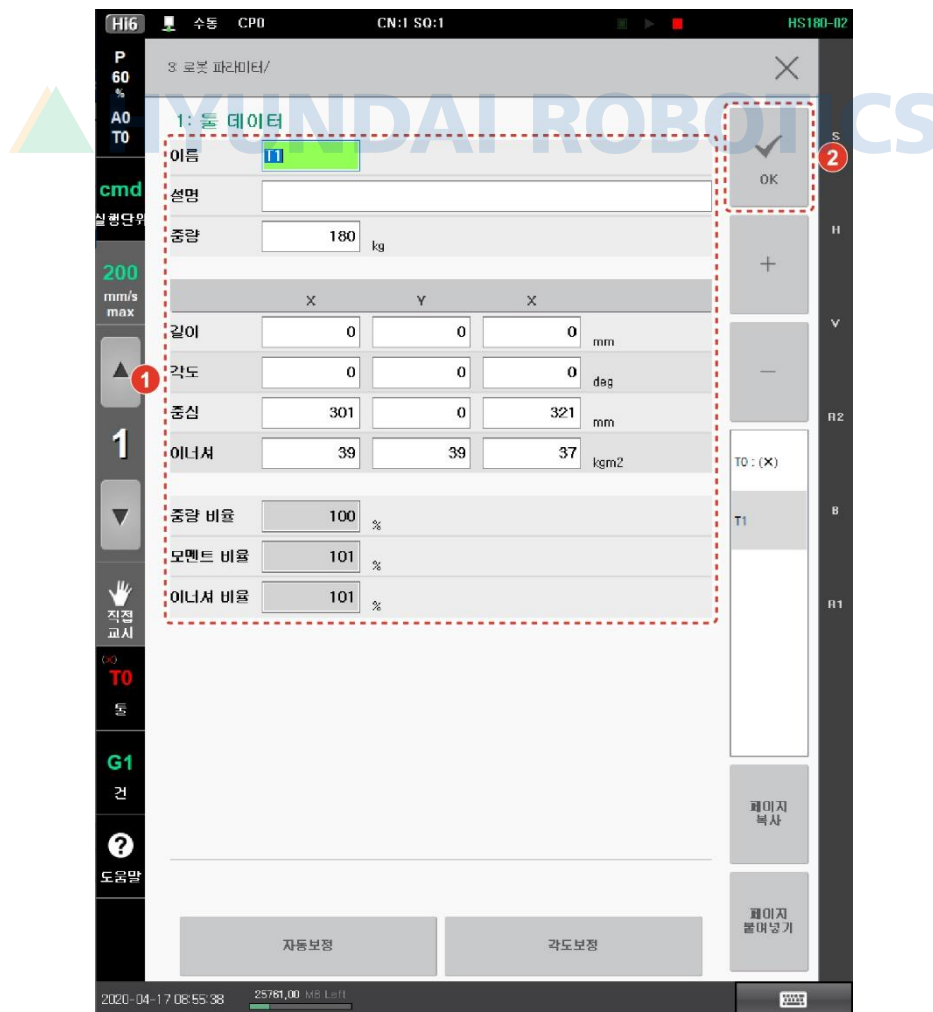 Hi6 수동 CP0 CN:1 SQ:1 HS180-02
P
60
%
A0
T0
cmd
실행단위
200
mm/s
max
1
직접
교시
(✕)
T0
툴
G1
건
?
도움말
3: 로봇 파라미터/
HYUNDAI ROBOTICS
1: 툴 데이터
이름 T1
설명
중량 180 kg
X Y X
길이 0 0 0 mm
각도 0 0 0 deg
중심 301 0 321 mm
이너셔 39 39 37 kgm2
중량 비율 100 %
모멘트 비율 101 %
이너셔 비율 101 %
1
자동보정 각도보정
OK
2
+
−
T0 : (✕)
T1
페이지
복사
페이지
붙여넣기
S
H
V
R2
B
R1
2020-04-17 08:55:38 25761,00 MB Left